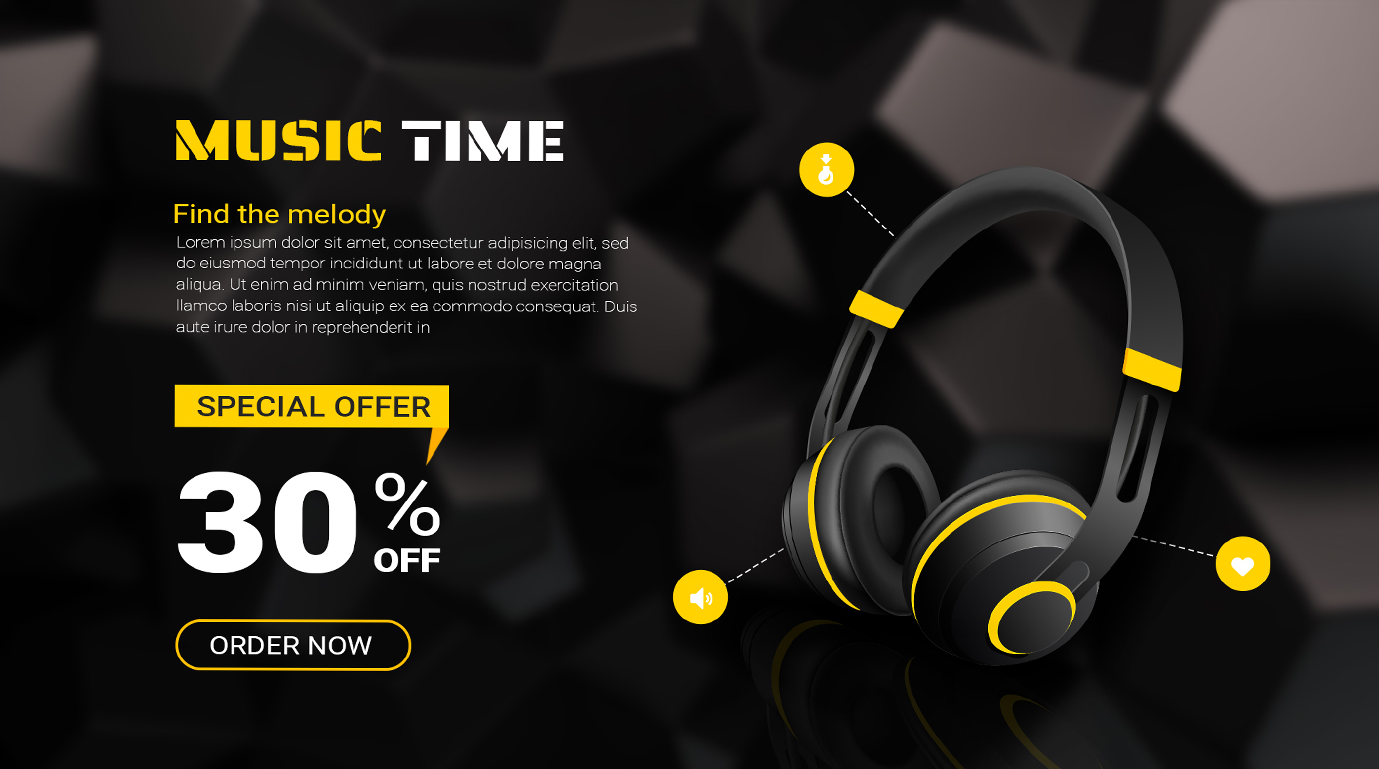 MUSIC TIME
Find the melody
Lorem ipsum dolor sit amet, consectetur adipisicing elit, sed
do eiusmod tempor incididunt ut labore et dolore magna
aliqua. Ut enim ad minim veniam, quis nostrud exercitation
llamco laboris nisi ut aliquip ex ea commodo consequat. Duis
aute irure dolor in reprehenderit in
SPECIAL OFFER
30%
OFF
ORDER NOW